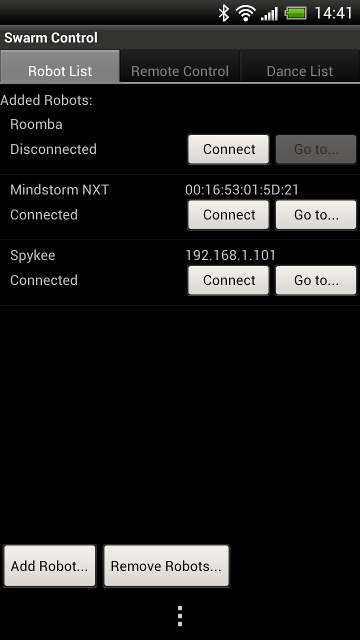 14:41
Swarm Control
Robot List Remote Control Dance List
Added Robots:
Roomba
Disconnected Connect Go to...
Mindstorm NXT 00:16:53:01:5D:21
Connected Connect Go to...
Spykee 192.168.1.101
Connected Connect Go to...
Add Robot... Remove Robots...